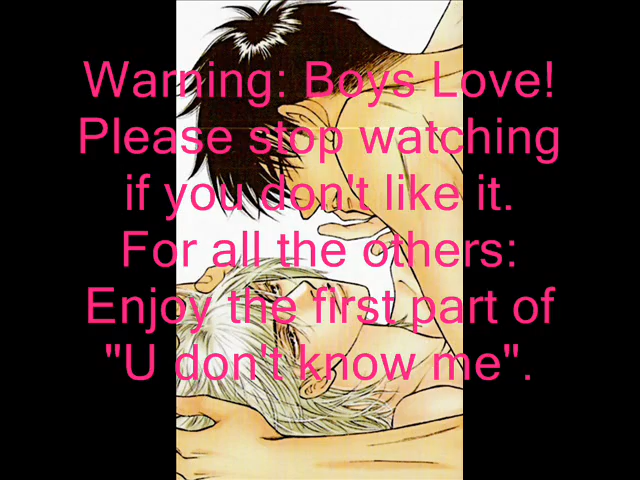 Warning: Boys Love!
Please stop watching
if you don't like it.
For all the others:
Enjoy the first part of
"U don't know me".